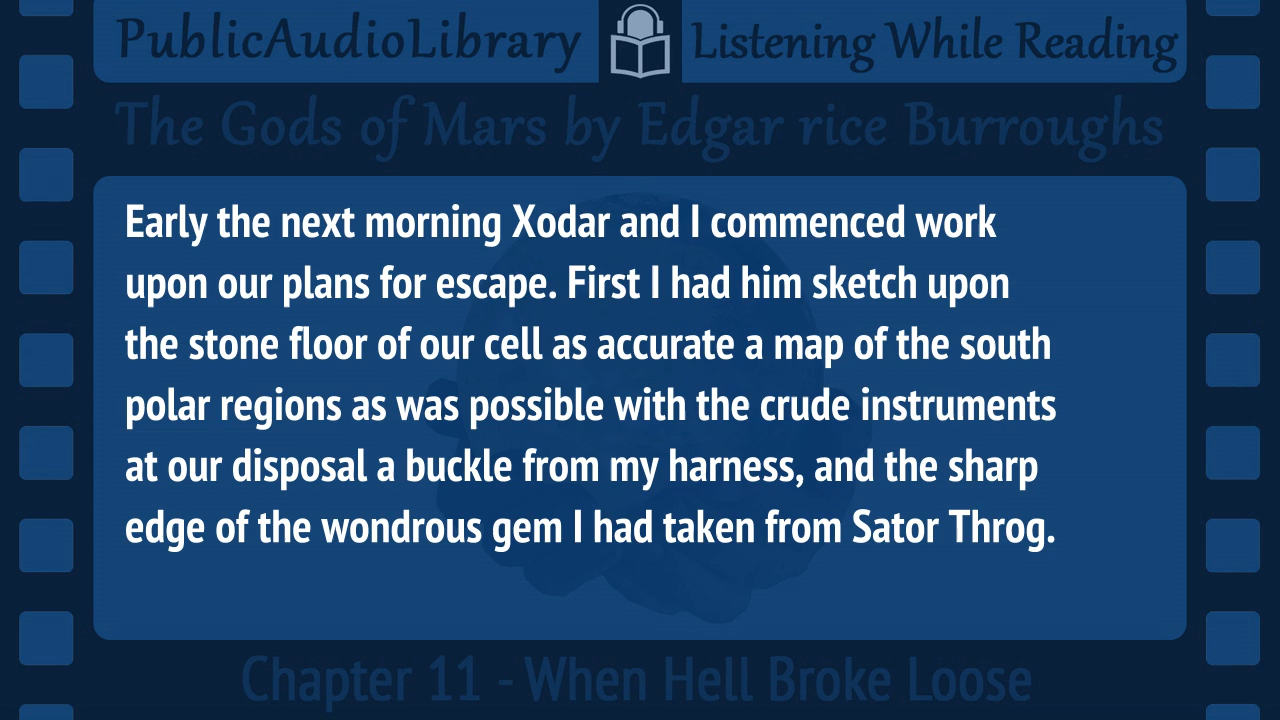 PublicAudioLibrary Listening While Reading
The Gods of Mars by Edgar rice Burroughs
Early the next morning Xodar and I commenced work
upon our plans for escape. First I had him sketch upon
the stone floor of our cell as accurate a map of the south
polar regions as was possible with the crude instruments
at our disposal a buckle from my harness, and the sharp
edge of the wondrous gem I had taken from Sator Throg.
Chapter 11 - When Hell Broke Loose